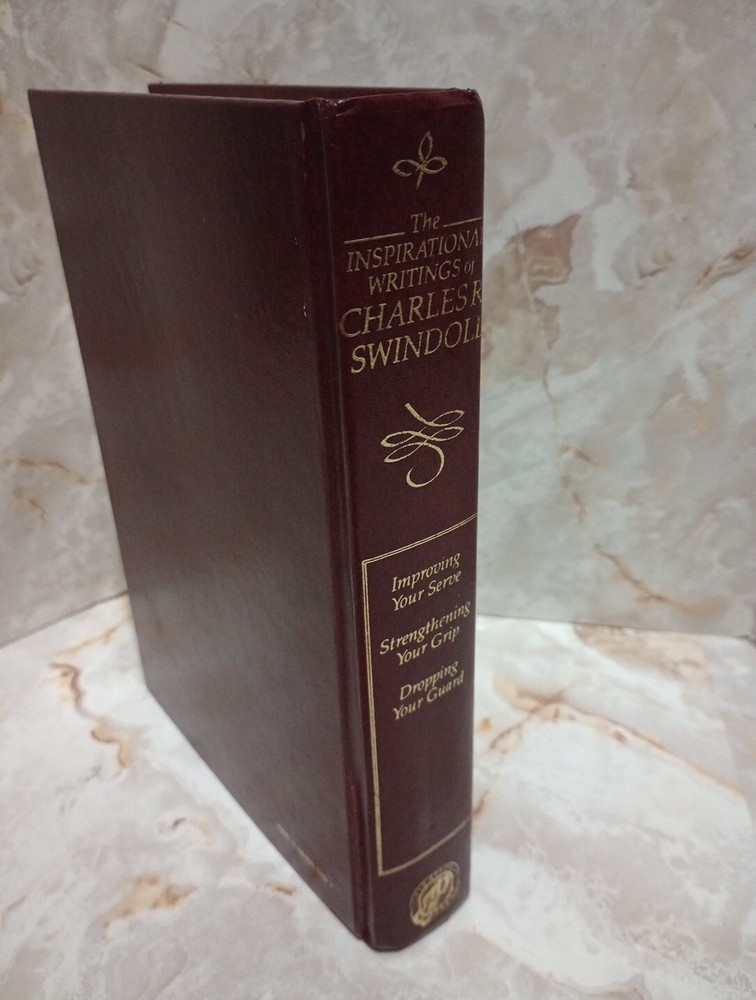 The
INSPIRATIONAL
WRITINGS of
CHARLES R.
SWINDOLL
Improving
Your Serve
Strengthening
Your Grip
Dropping
Your Guard